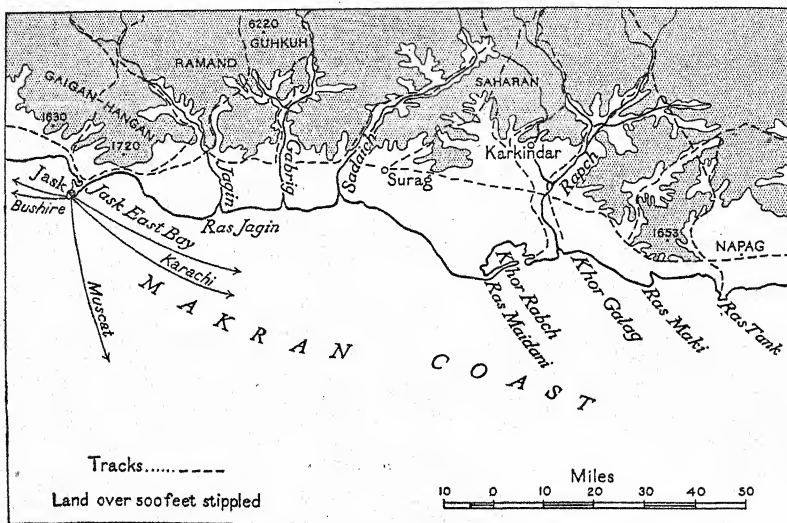 6220
GUHKUH
RAMAND
GAIGAN-HANGAN
SAHARAN
1630
1720
Karkindar
Jagin
Gabrig
Sadaich
Surag
Rapch
Jask
Bushire
Jask East Bay
Ras Jagin
1653
NAPAG
Karachi
Muscat
MAKRAN COAST
Khor Rabch
Ras Maidani
Khor Galag
Ras Maki
Ras Tank
Tracks
Land over 500 feet stippled
Miles
10 0 10 20 30 40 50